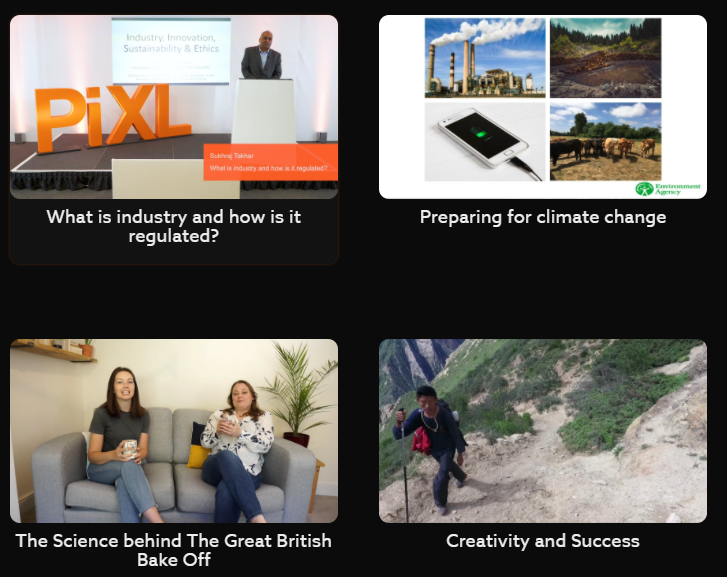 Industry, Innovation,
Sustainability & Ethics
PiXL
Sukhraj Takhar
What is industry and how is it regulated?
Environment
Agency
What is industry and how is it
regulated?
Preparing for climate change
The Science behind The Great British
Bake Off
Creativity and Success